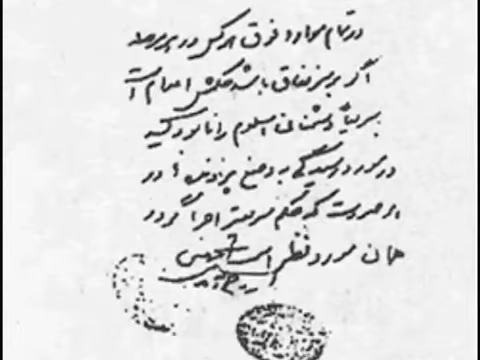 در تمام موارد فوق هر کس در هر مرحله
اگر بر سر نفاق باشد حکمش اعدام است
سریعاً دشمنان اسلام را نابود کنید
در مورد رسیدگی به وضع پرونده‌ها در
هر صورت که حکم سریعتر اجرا گردد
همان مورد نظر است